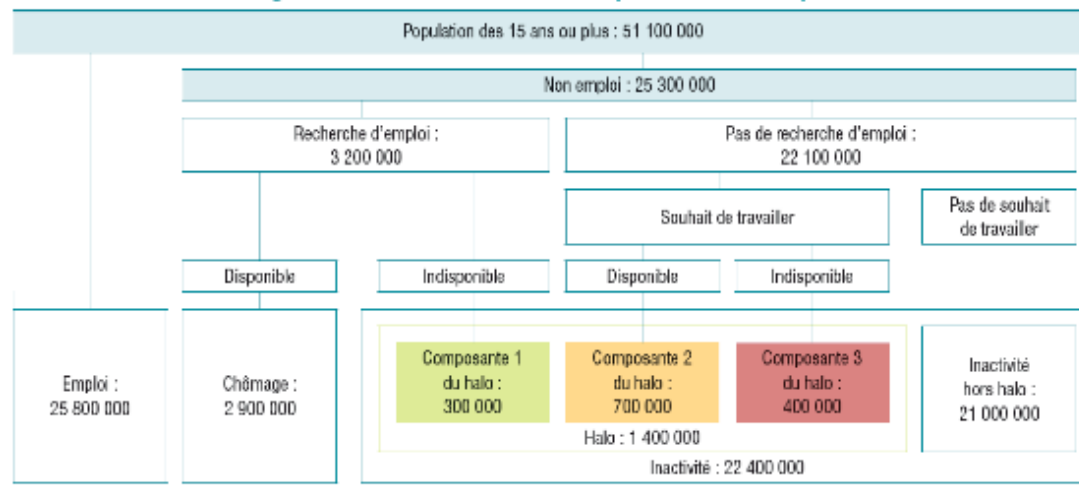 Population des 15 ans ou plus : 51 100 000
Non emploi : 25 300 000
Recherche d'emploi :
3 200 000
Pas de recherche d'emploi :
22 100 000
Souhait de travailler
Pas de souhait
de travailler
Disponible
Indisponible
Disponible
Indisponible
Emploi :
25 800 000
Chômage :
2 900 000
Composante 1
du halo :
300 000
Composante 2
du halo :
700 000
Composante 3
du halo :
400 000
Inactivité
hors halo :
21 000 000
Halo : 1 400 000
Inactivité : 22 400 000